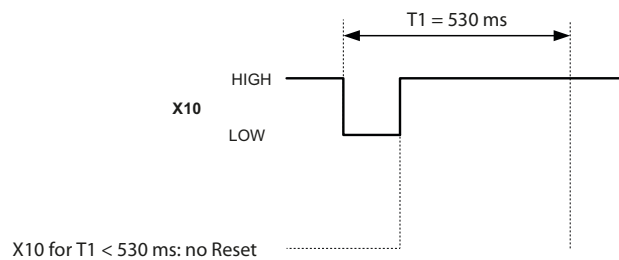 T1 = 530 ms
HIGH
X10
LOW
X10 for T1 < 530 ms: no Reset